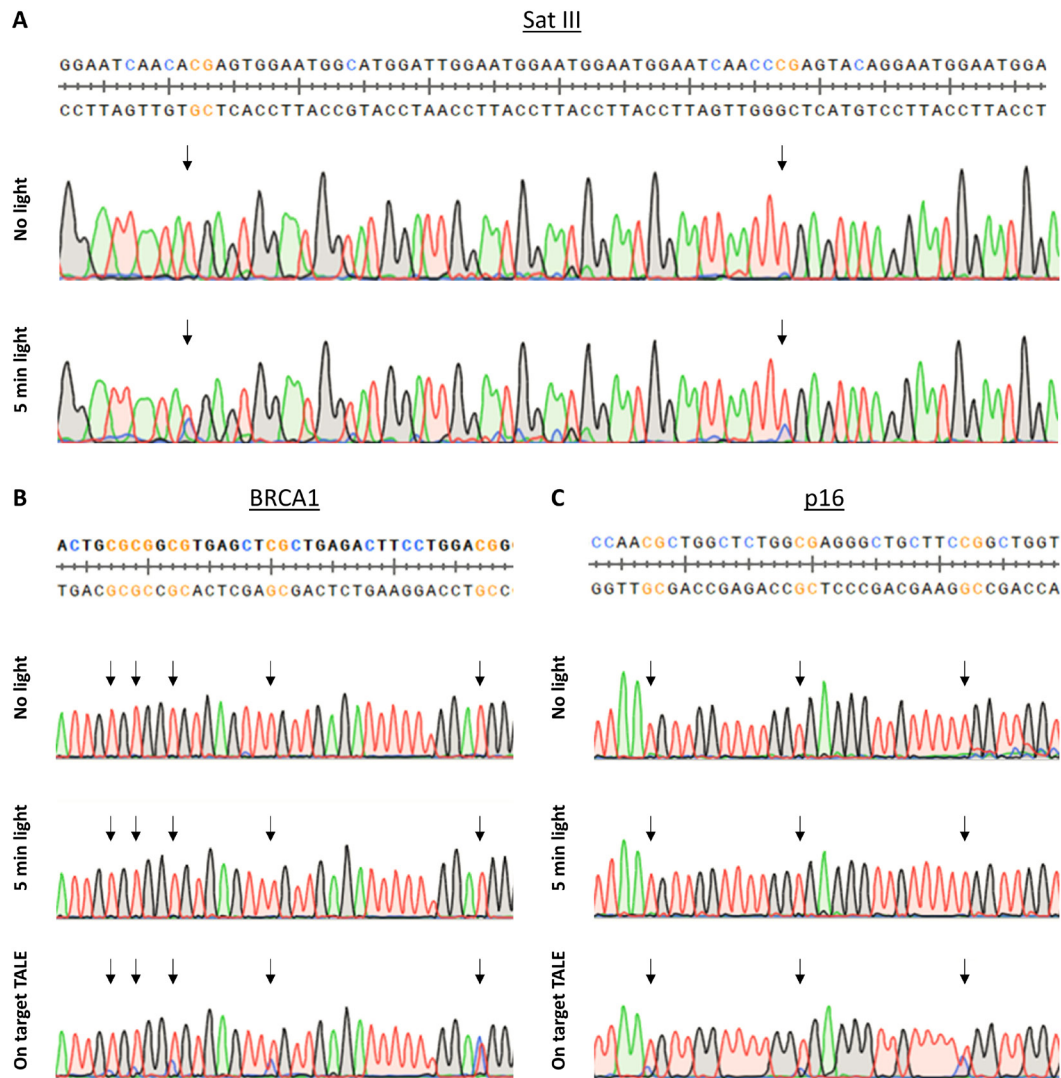 A
Sat III
GGAATCAACACGAGTGGAATGGCATGGATTGGAATGGAATGGAATGGAATCAACCCGAGTACAGGAATGGAATGGA
CCTTAGTTGTGCTCACCTTACCGTACCTAACCTTACCTTACCTTACCTTAGTTGGGCTCATGTCCTTACCTTACCT
No light
5 min light
B
BRCA1
ACTGCGCGGCGTGAGCTCGCTGAGACTTCCTGGACGG
TGACGCGCCGCACTCGAGCGACTCTGAAGGACCTGCC
No light
5 min light
On target TALE
C
p16
CCAACGCTGGCTCTGGCGAGGGCTGCTTCCGGCTGGT
GGTTGCGACCGAGACCGCTCCCGACGAAGGCCGACCA
No light
5 min light
On target TALE